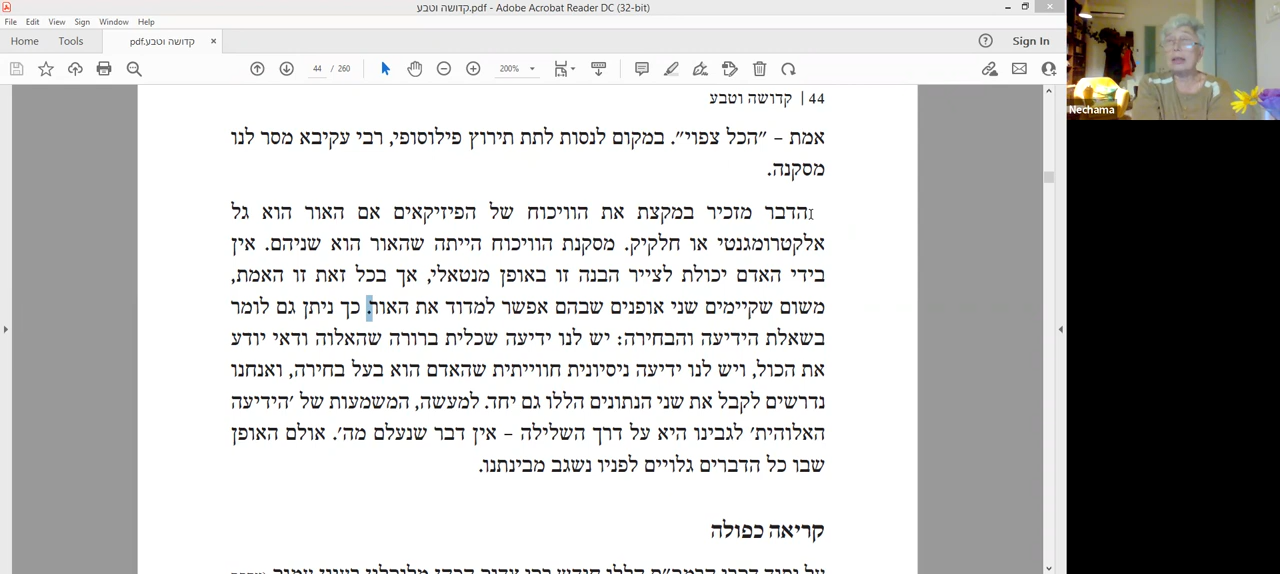 קדושה וטבע.pdf - Adobe Acrobat Reader DC (32-bit)
File Edit View Sign Window Help
Home Tools קדושה וטבע.pdf × Sign In
44 / 260 200%
Nechama
44 | קדושה וטבע
אמת – "הכל צפוי". במקום לנסות לתת תירוץ פילוסופי, רבי עקיבא מסר לנו
מסקנה.
הדבר מזכיר במקצת את הוויכוח של הפיזיקאים אם האור הוא גל
אלקטרומגנטי או חלקיק. מסקנת הוויכוח הייתה שהאור הוא שניהם. אין
בידי האדם יכולת לצייר הבנה זו באופן מנטאלי, אך בכל זאת זו האמת,
משום שקיימים שני אופנים שבהם אפשר למדוד את האור. כך ניתן גם לומר
בשאלת הידיעה והבחירה: יש לנו ידיעה שכלית ברורה שהאלוה ודאי יודע
את הכול, ויש לנו ידיעה ניסיונית חווייתית שהאדם הוא בעל בחירה, ואנחנו
נדרשים לקבל את שני הנתונים הללו גם יחד. למעשה, המשמעות של 'הידיעה
האלוהית' לגבינו היא על דרך השלילה – אין דבר שנעלם מה'. אולם האופן
שבו כל הדברים גלויים לפניו נשגב מבינתנו.
קריאה כפולה